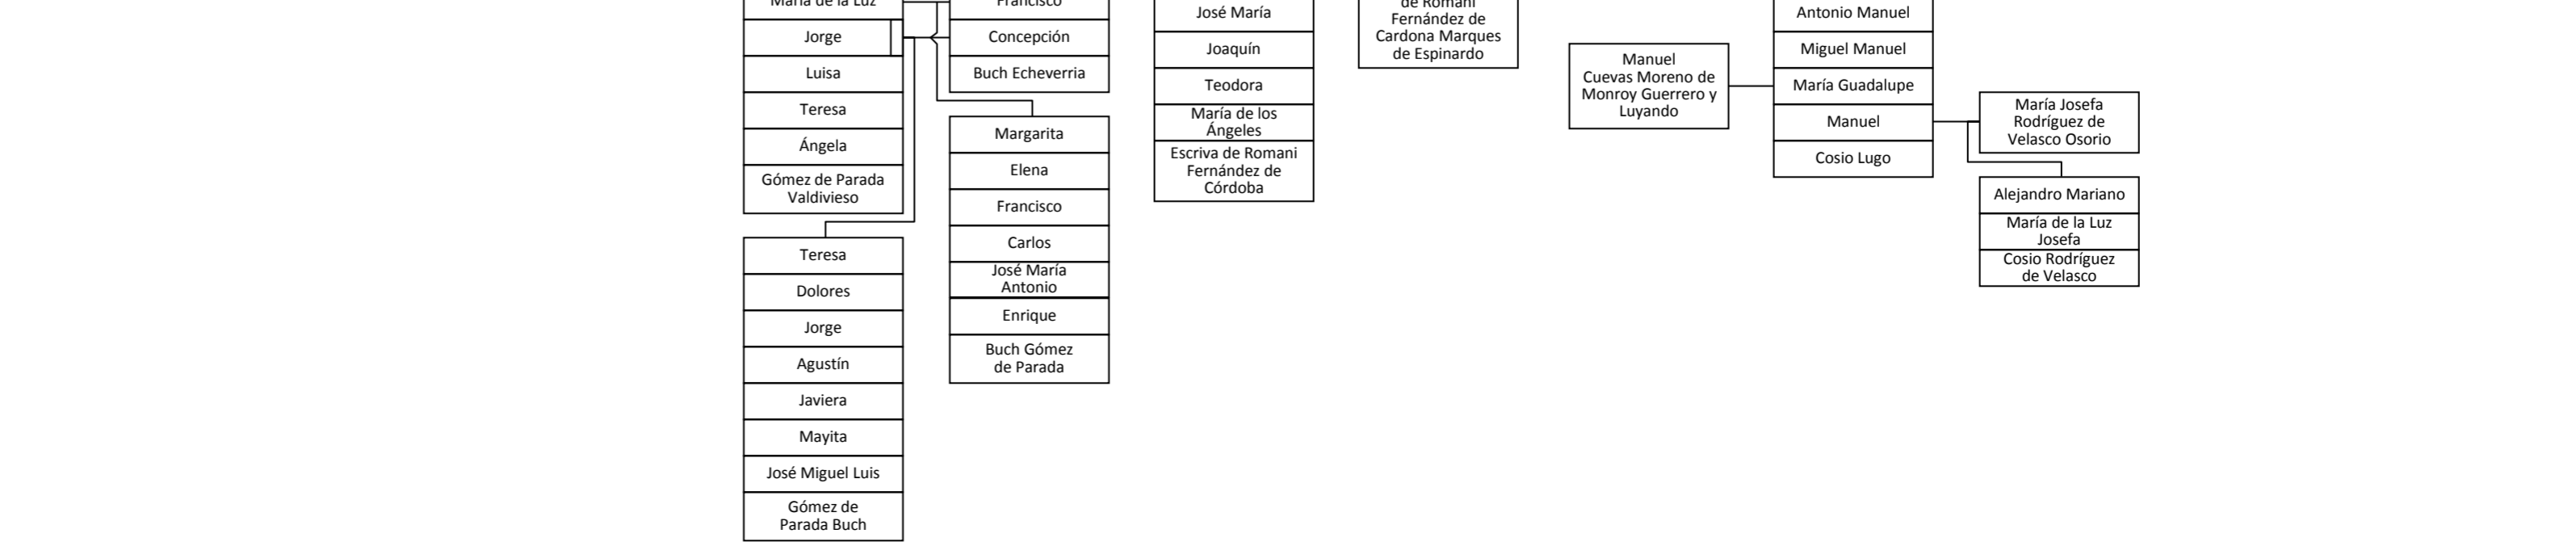 María de la Luz
Jorge
Luisa
Teresa
Ángela
Gómez de Parada
Valdivieso
Teresa
Dolores
Jorge
Agustín
Javiera
Mayita
José Miguel Luis
Gómez de
Parada Buch
Francisco
Concepción
Buch Echeverria
Margarita
Elena
Francisco
Carlos
José María
Antonio
Enrique
Buch Gómez
de Parada
José María
Joaquín
Teodora
María de los
Ángeles
Escriva de Romani
Fernández de
Córdoba
de Romani
Fernández de
Cardona Marques
de Espinardo
Manuel
Cuevas Moreno de
Monroy Guerrero y
Luyando
Antonio Manuel
Miguel Manuel
María Guadalupe
Manuel
Cosio Lugo
María Josefa
Rodríguez de
Velasco Osorio
Alejandro Mariano
María de la Luz
Josefa
Cosio Rodríguez
de Velasco